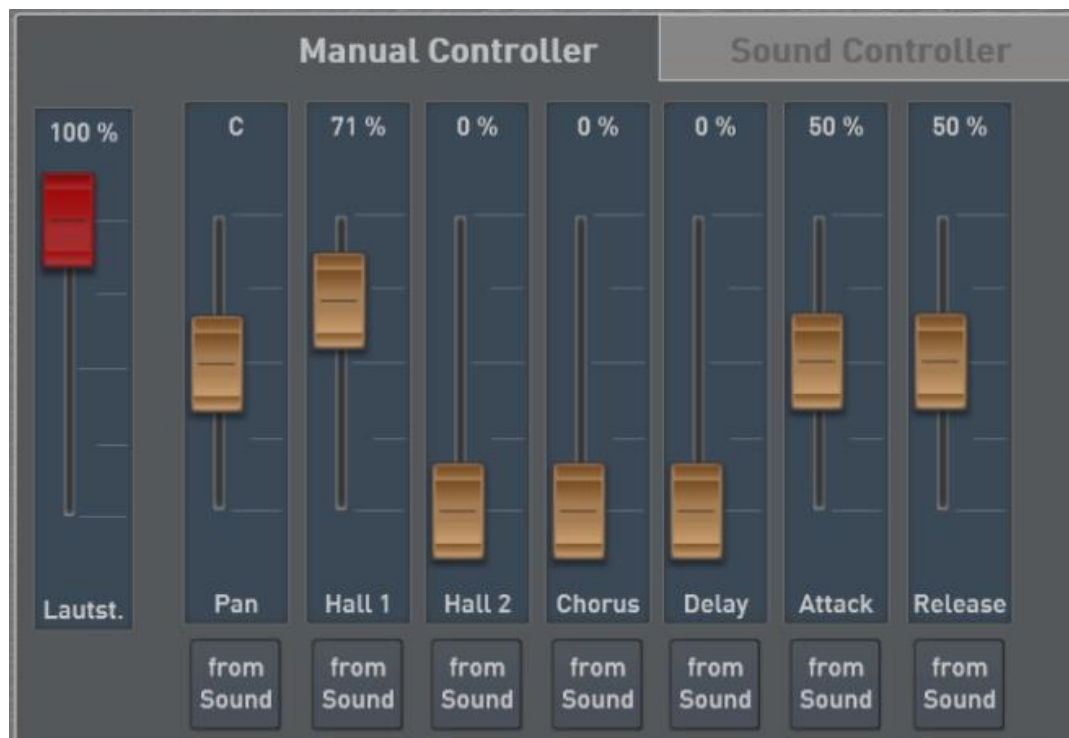 Manual Controller
Sound Controller
100 %
C
71 %
0 %
0 %
0 %
50 %
50 %
Lautst.
Pan
Hall 1
Hall 2
Chorus
Delay
Attack
Release
from
Sound
from
Sound
from
Sound
from
Sound
from
Sound
from
Sound
from
Sound